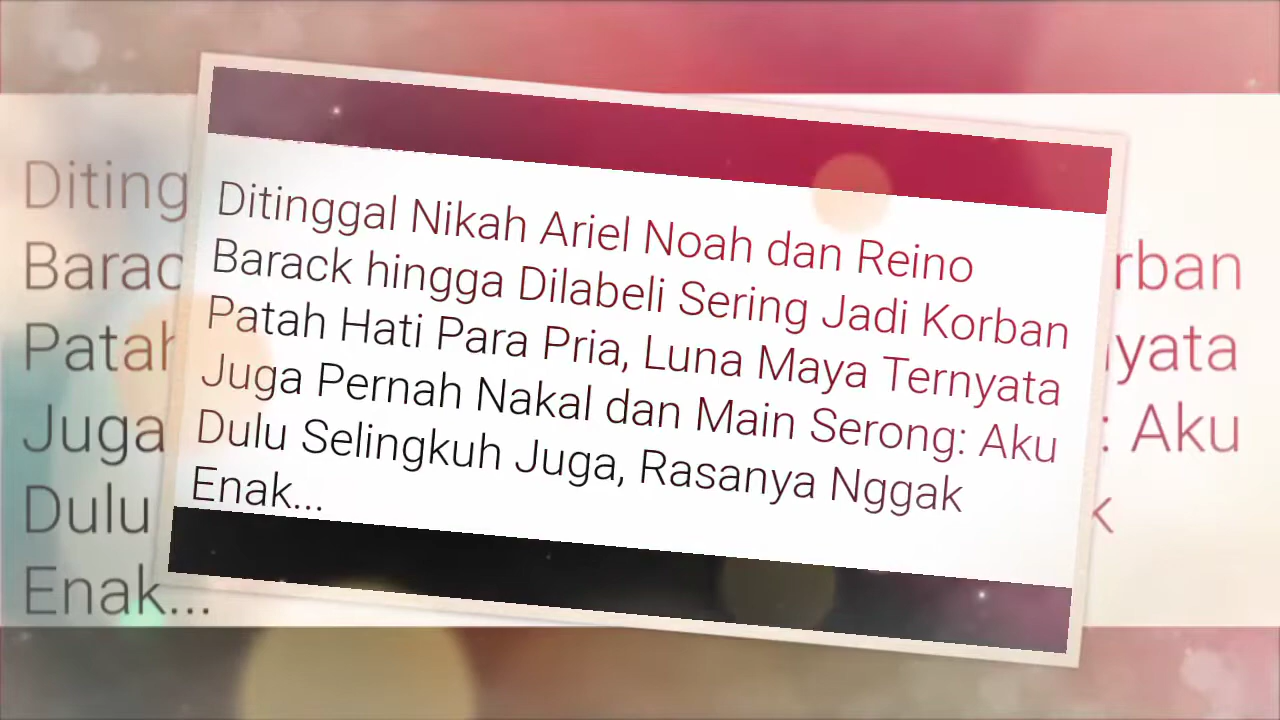 Ditinggal Nikah Ariel Noah dan Reino
Barack hingga Dilabeli Sering Jadi Korban
Patah Hati Para Pria, Luna Maya Ternyata
Juga Pernah Nakal dan Main Serong: Aku
Dulu Selingkuh Juga, Rasanya Nggak
Enak...